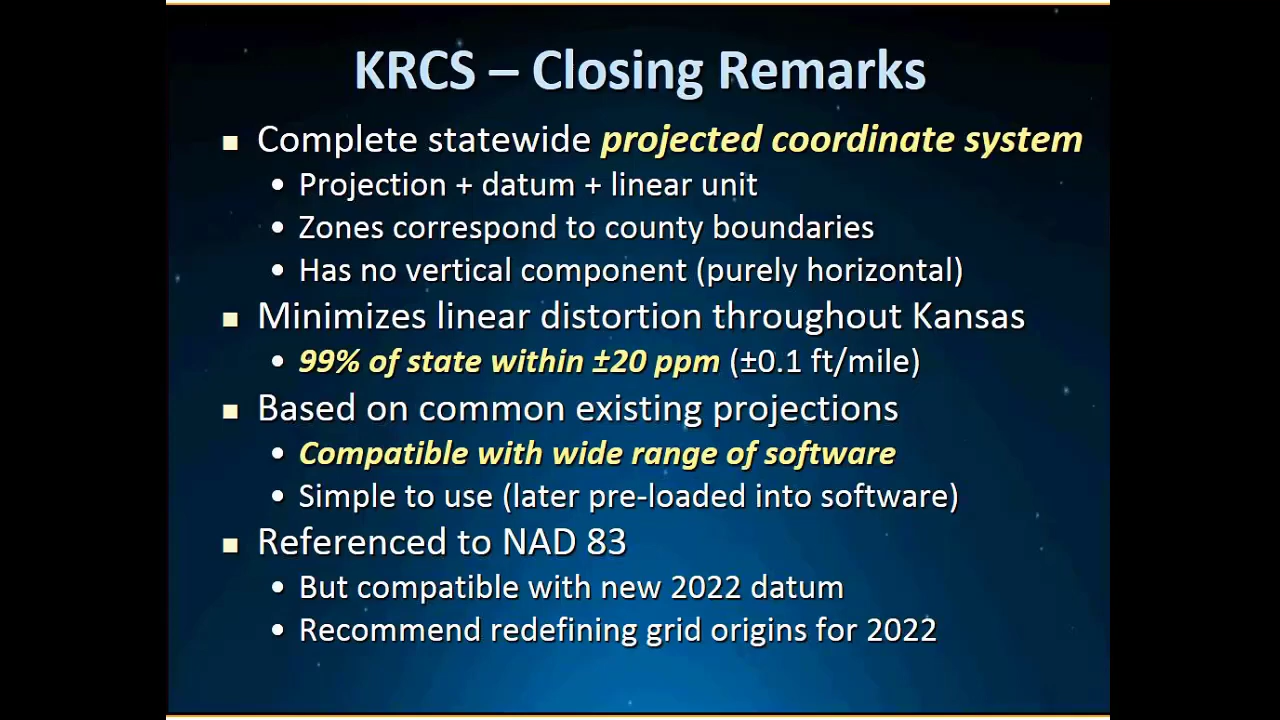 KRCS – Closing Remarks
■ Complete statewide projected coordinate system
• Projection + datum + linear unit
• Zones correspond to county boundaries
• Has no vertical component (purely horizontal)
■ Minimizes linear distortion throughout Kansas
• 99% of state within ±20 ppm (±0.1 ft/mile)
■ Based on common existing projections
• Compatible with wide range of software
• Simple to use (later pre-loaded into software)
■ Referenced to NAD 83
• But compatible with new 2022 datum
• Recommend redefining grid origins for 2022